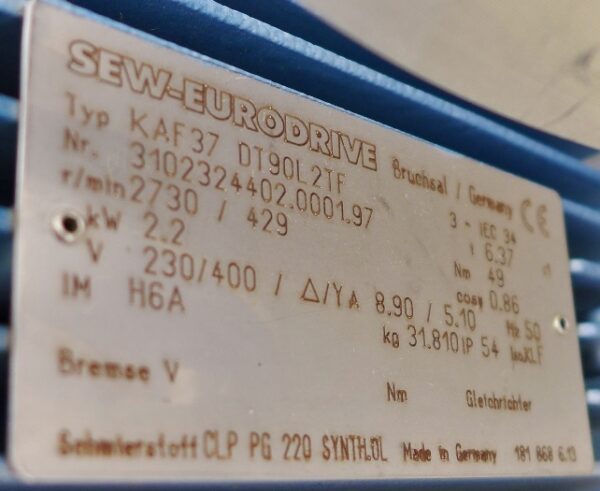 SEW-EURODRIVE Bruchsal / Germany CE
Typ KAF37 DT90L2TF 3 ~ IEC 34
Nr. 3102324402.0001.97 i 6.37
r/min 2730 / 429 Nm 49
kW 2.2 cosφ 0.86
V 230/400 / Δ/Y A 8.90 / 5.10 Hz 50
IM H6A kg 31.810 IP 54 Iso.KL F
Bremse V Nm Gleichrichter
Schmierstoff CLP PG 220 SYNTH.ÖL Made in Germany 181 868 6.13